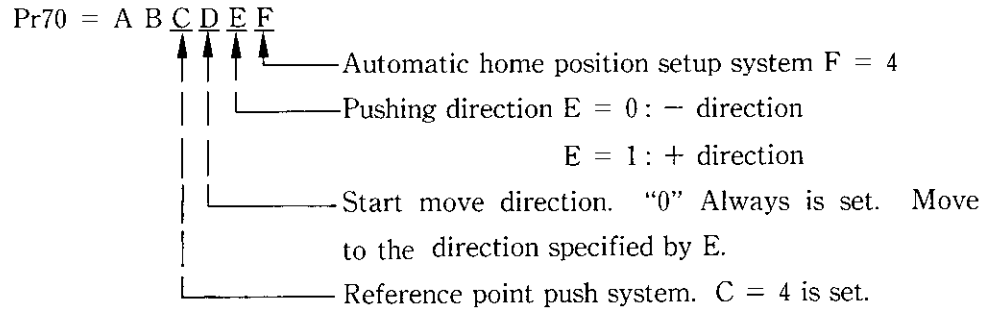 Pr70 = A B C D E F
Automatic home position setup system F = 4
Pushing direction E = 0: − direction
E = 1: + direction
Start move direction. “0” Always is set. Move
to the direction specified by E.
Reference point push system. C = 4 is set.